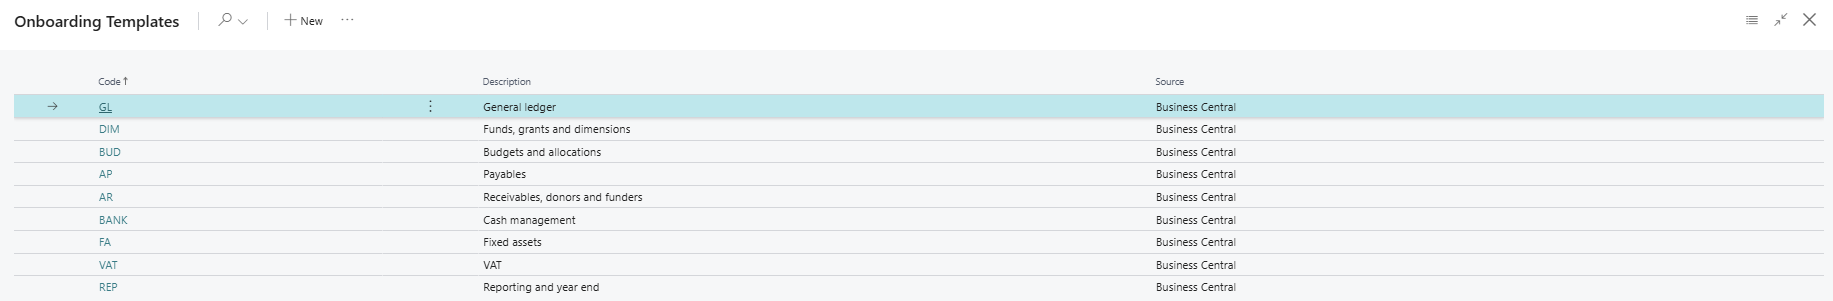 Onboarding Templates New ...
Code ↑ Description Source
GL General ledger Business Central
DIM Funds, grants and dimensions Business Central
BUD Budgets and allocations Business Central
AP Payables Business Central
AR Receivables, donors and funders Business Central
BANK Cash management Business Central
FA Fixed assets Business Central
VAT VAT Business Central
REP Reporting and year end Business Central